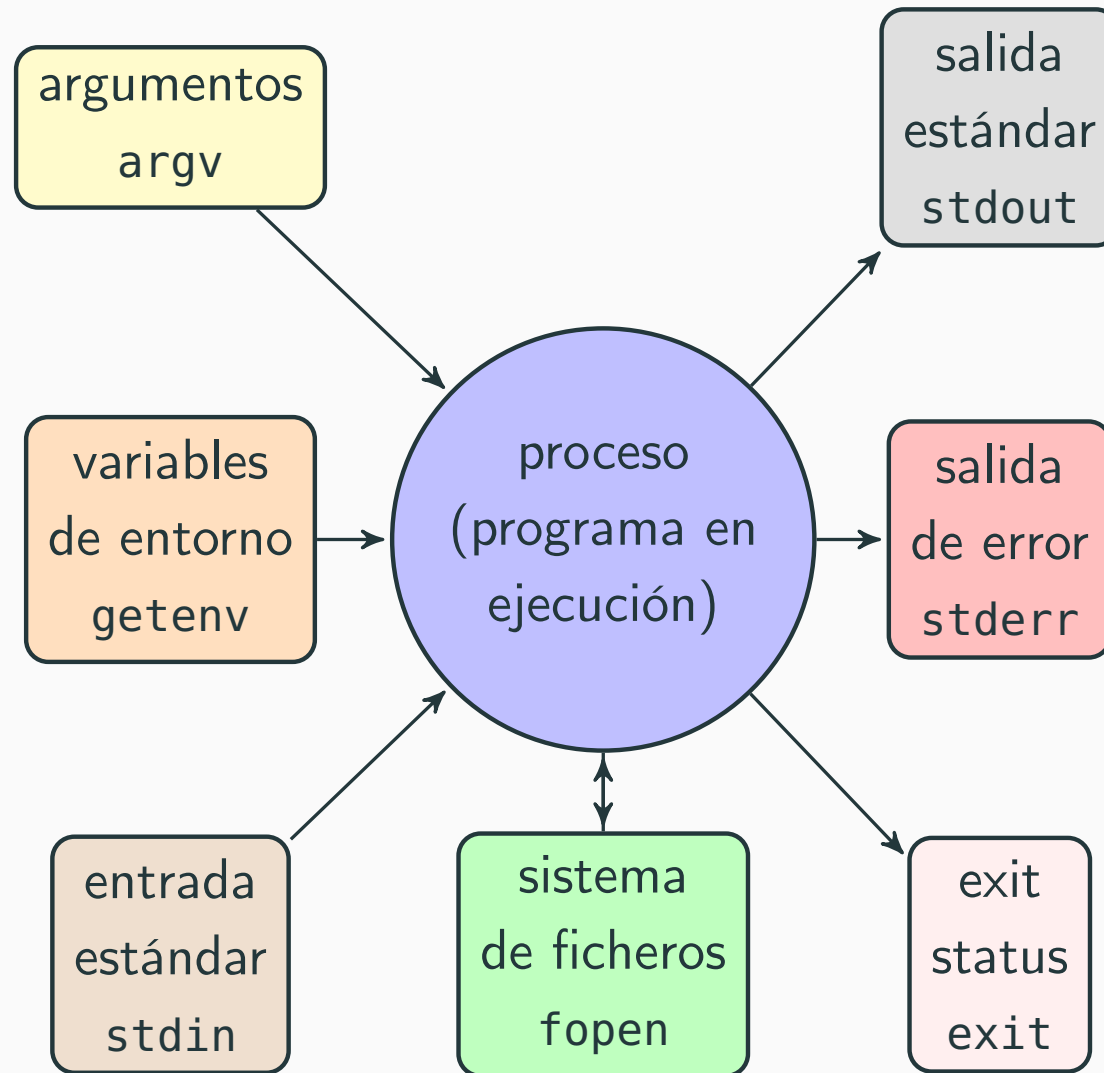 argumentos
argv
salida
estándar
stdout
variables
de entorno
getenv
proceso
(programa en
ejecución)
salida
de error
stderr
entrada
estándar
stdin
sistema
de ficheros
fopen
exit
status
exit